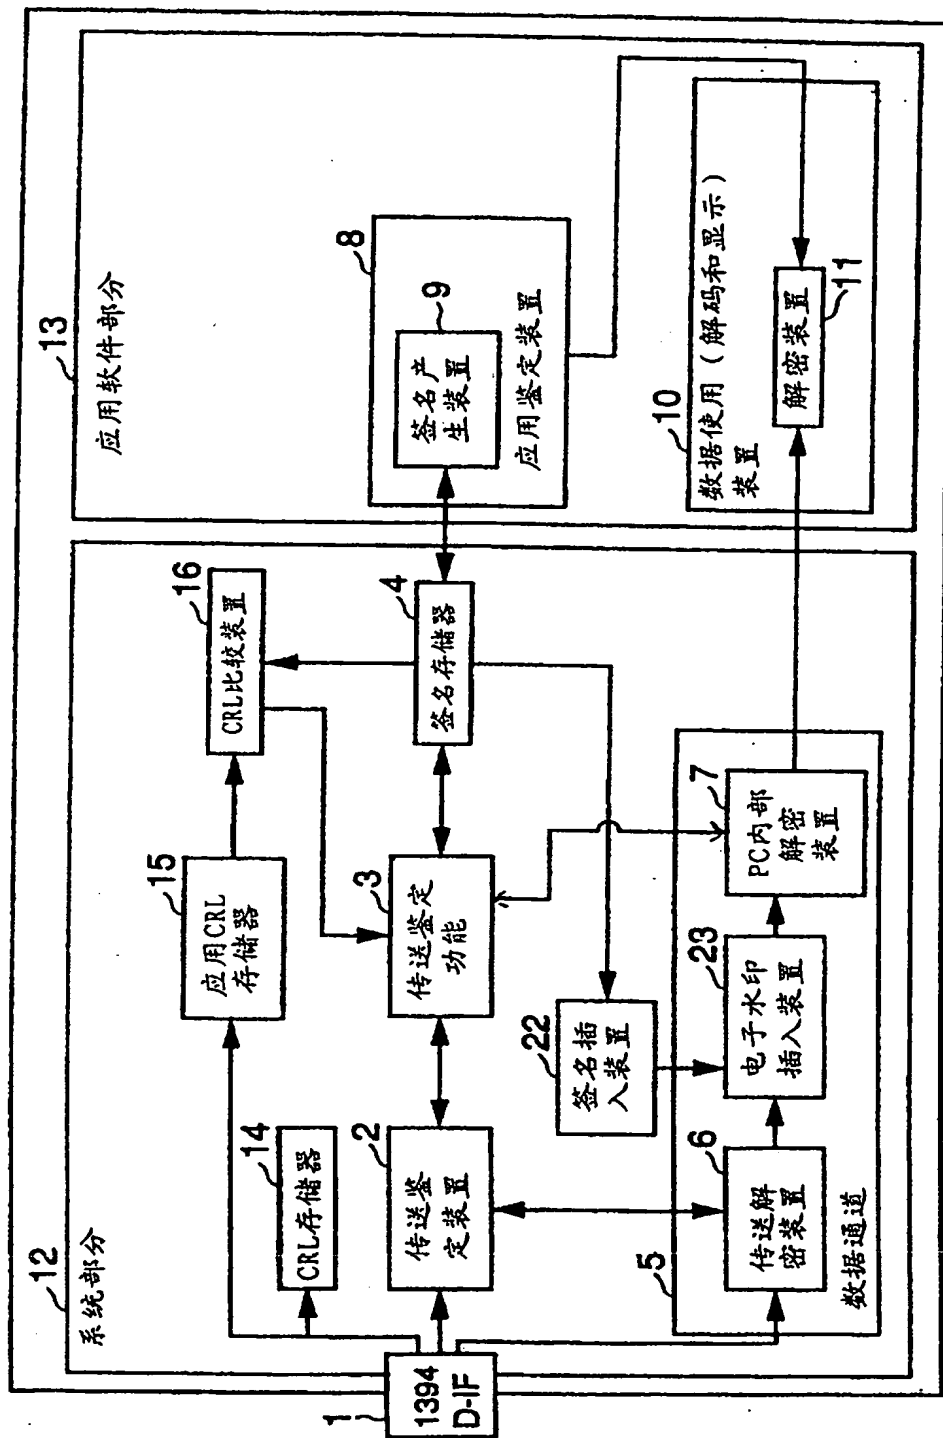 12
系统部分
1
1394
D-IF
14
CRL存储器
15
应用CRL
存储器
16
CRL比较装置
2
传送鉴
定装置
3
传送鉴定
功能
4
签名存储器
22
签名插
入装置
5
6
传送解
密装置
23
电子水印
插入装置
7
PC内部
解密
装置
数据通道
13
应用软件部分
8
9
签名产
生装置
应用鉴定装置
10
数据使用（解码和显示）
装置
解密装置
11